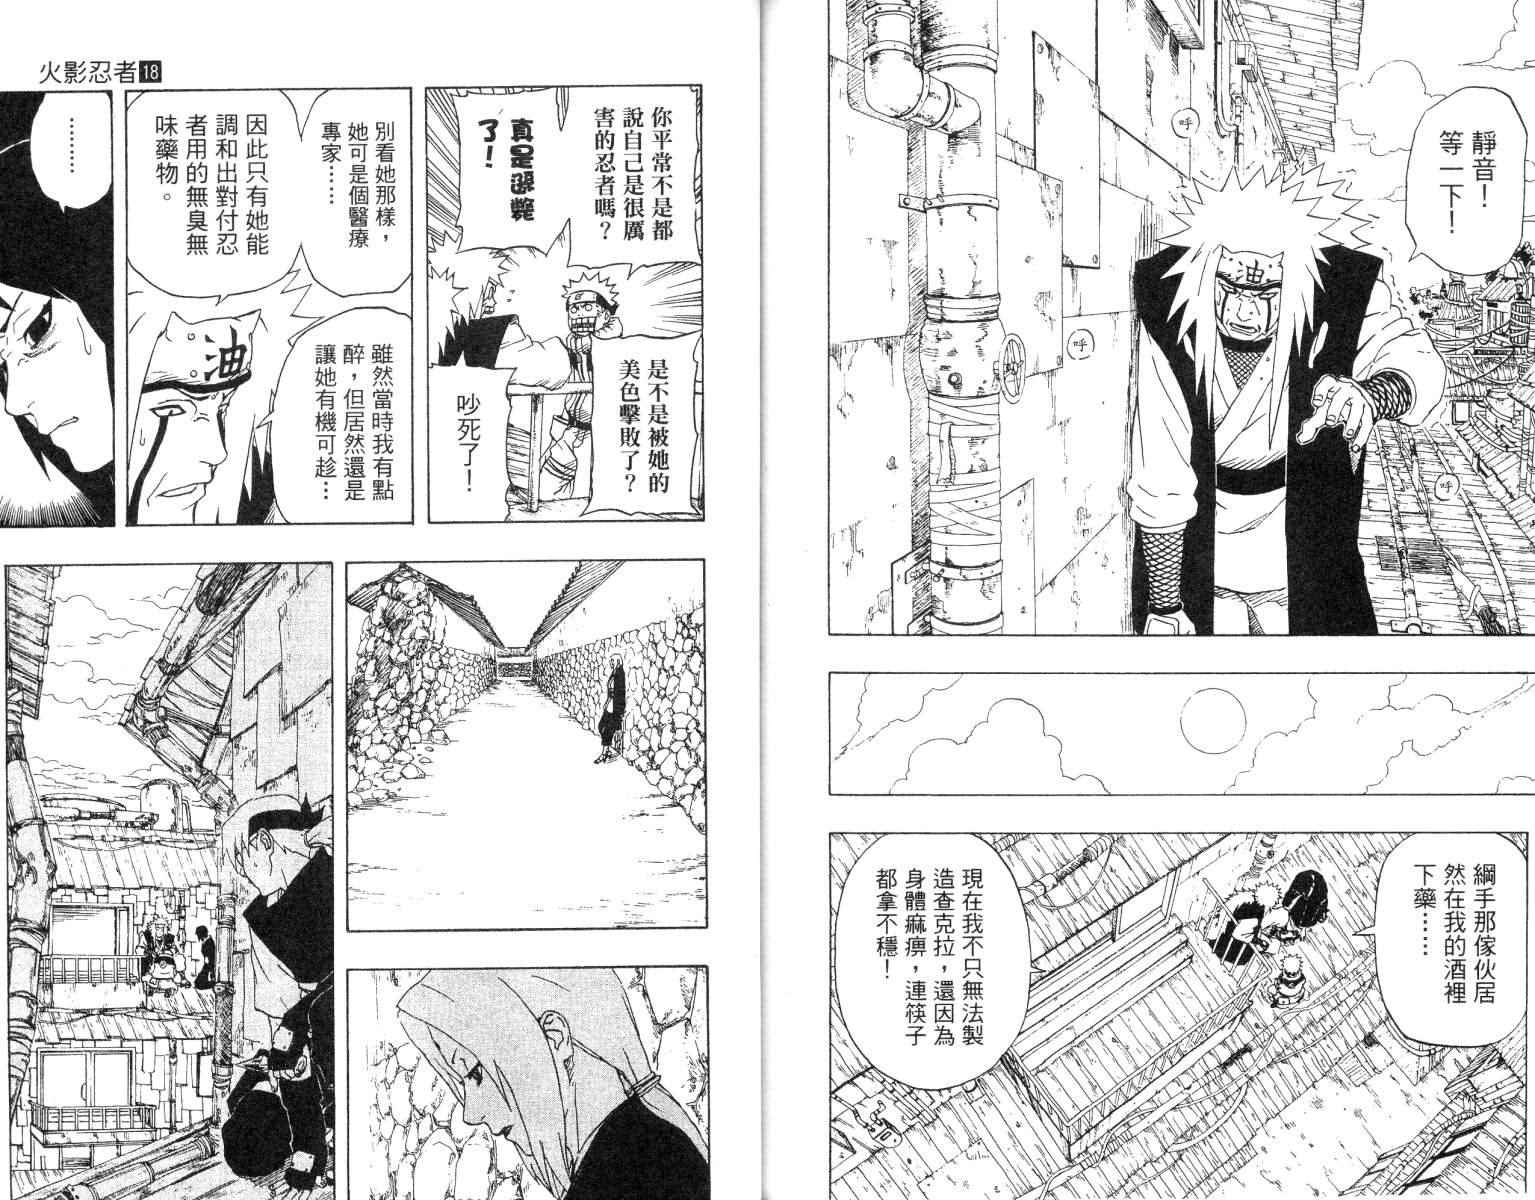 靜音！
等一下！
呼
呼
呼
油
綱手那傢伙居
然在我的酒裡
下藥……
現在我不只無法製
造查克拉，還因為
身體麻痹，連筷子
都拿不穩！
火影忍者18
你平常不是都
說自己是很厲
害的忍者嗎？
真是遜斃
了！
是不是被她的
美色擊敗了？
吵死了！
別看她那樣，
她可是個醫療
專家……
因此只有她能
調和出對付忍
者用的無臭無
味藥物。
雖然當時我有點
醉，但居然還是
讓她有機可趁…
油
………